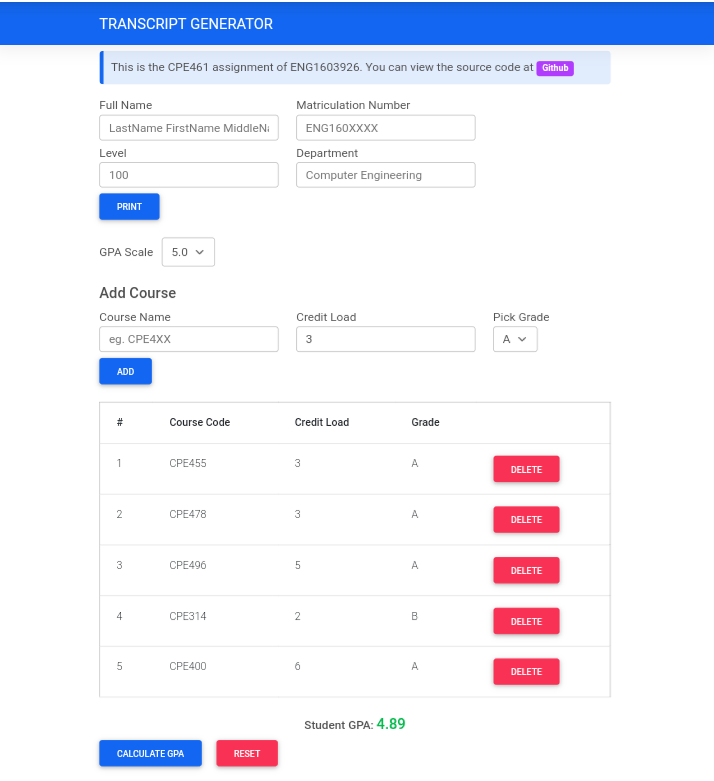 TRANSCRIPT GENERATOR
This is the CPE461 assignment of ENG1603926. You can view the source code at Github
Full Name Matriculation Number
LastName FirstName MiddleNa ENG160XXXX
Level Department
100 Computer Engineering
PRINT
GPA Scale 5.0
Add Course
Course Name Credit Load Pick Grade
eg. CPE4XX 3 A
ADD
# Course Code Credit Load Grade
1 CPE455 3 A DELETE
2 CPE478 3 A DELETE
3 CPE496 5 A DELETE
4 CPE314 2 B DELETE
5 CPE400 6 A DELETE
Student GPA: 4.89
CALCULATE GPA RESET